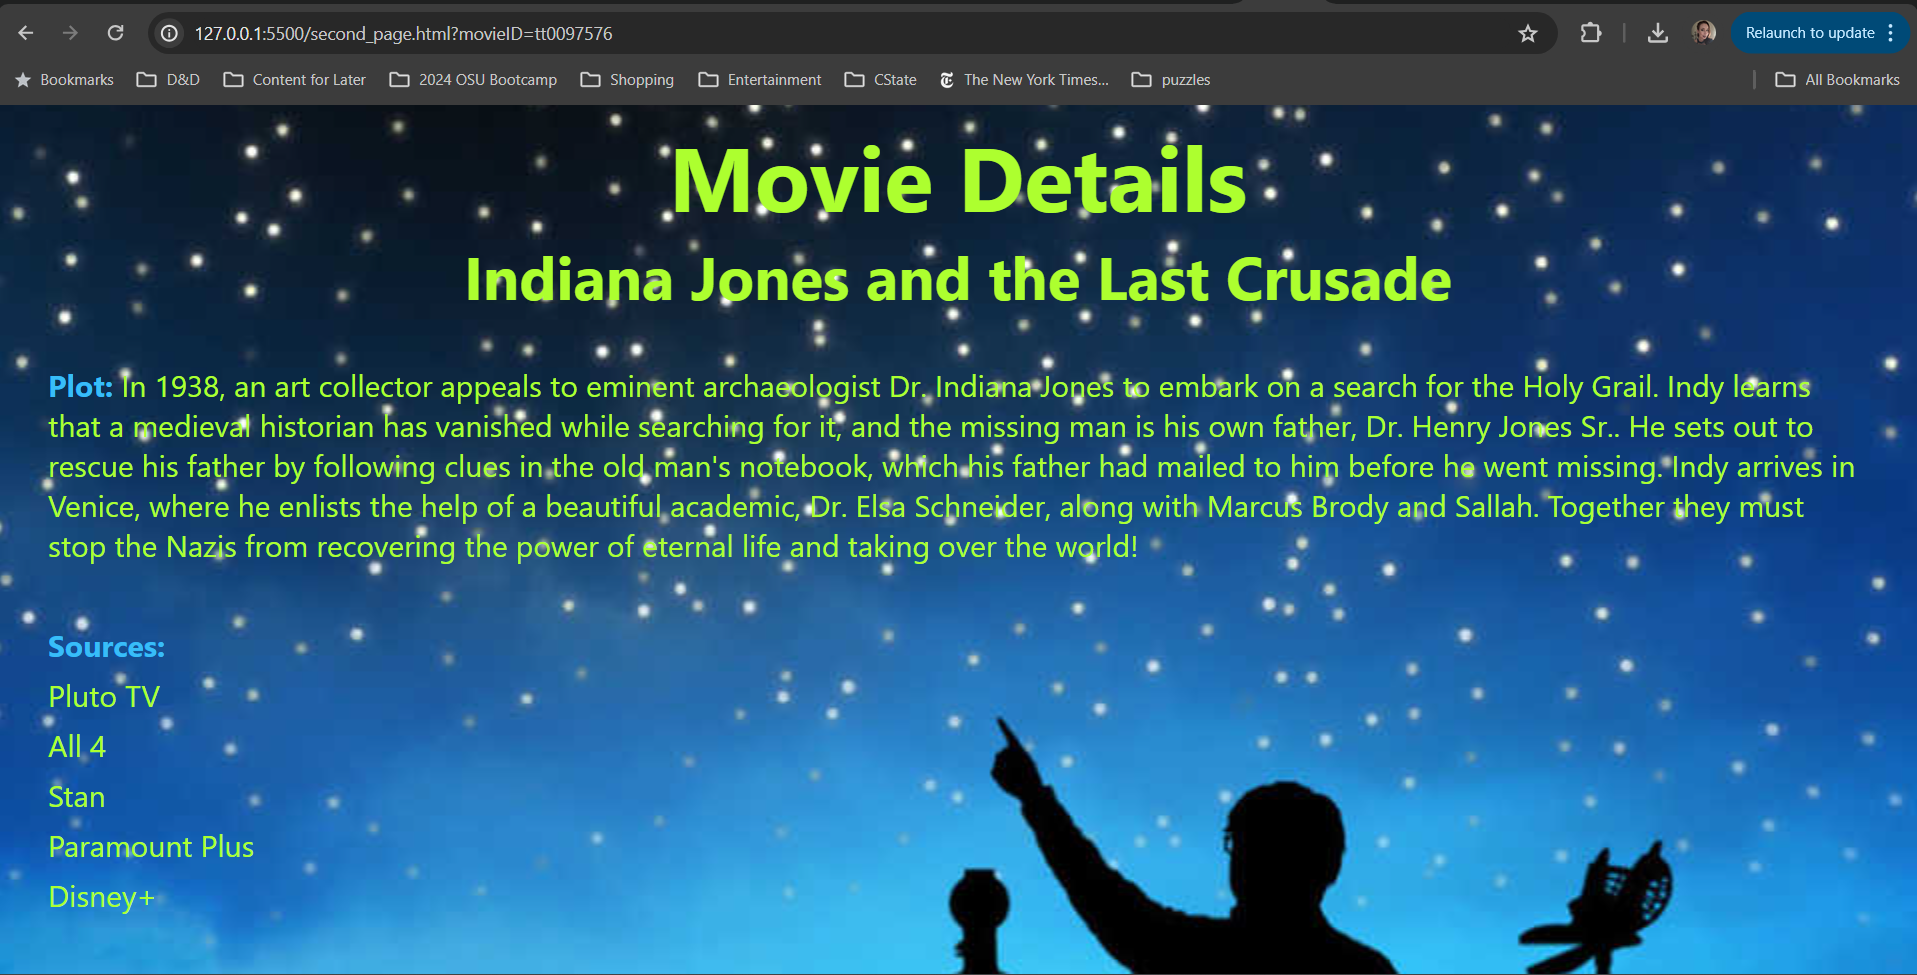 127.0.0.1:5500/second_page.html?movieID=tt0097576
Relaunch to update
Bookmarks D&D Content for Later 2024 OSU Bootcamp Shopping Entertainment CState The New York Times... puzzles All Bookmarks
Movie Details
Indiana Jones and the Last Crusade
Plot: In 1938, an art collector appeals to eminent archaeologist Dr. Indiana Jones to embark on a search for the Holy Grail. Indy learns
that a medieval historian has vanished while searching for it, and the missing man is his own father, Dr. Henry Jones Sr.. He sets out to
rescue his father by following clues in the old man's notebook, which his father had mailed to him before he went missing. Indy arrives in
Venice, where he enlists the help of a beautiful academic, Dr. Elsa Schneider, along with Marcus Brody and Sallah. Together they must
stop the Nazis from recovering the power of eternal life and taking over the world!
Sources:
Pluto TV
All 4
Stan
Paramount Plus
Disney+